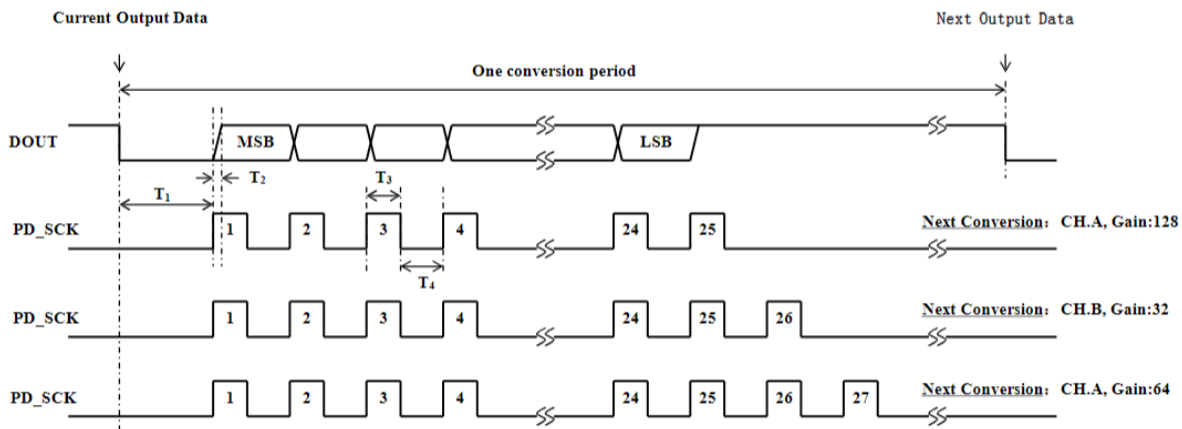 Current Output Data
Next Output Data
One conversion period
DOUT
MSB
LSB
T2
T3
T1
PD_SCK
1
2
3
4
24
25
Next Conversion： CH.A, Gain:128
T4
PD_SCK
1
2
3
4
24
25
26
Next Conversion： CH.B, Gain:32
PD_SCK
1
2
3
4
24
25
26
27
Next Conversion： CH.A, Gain:64